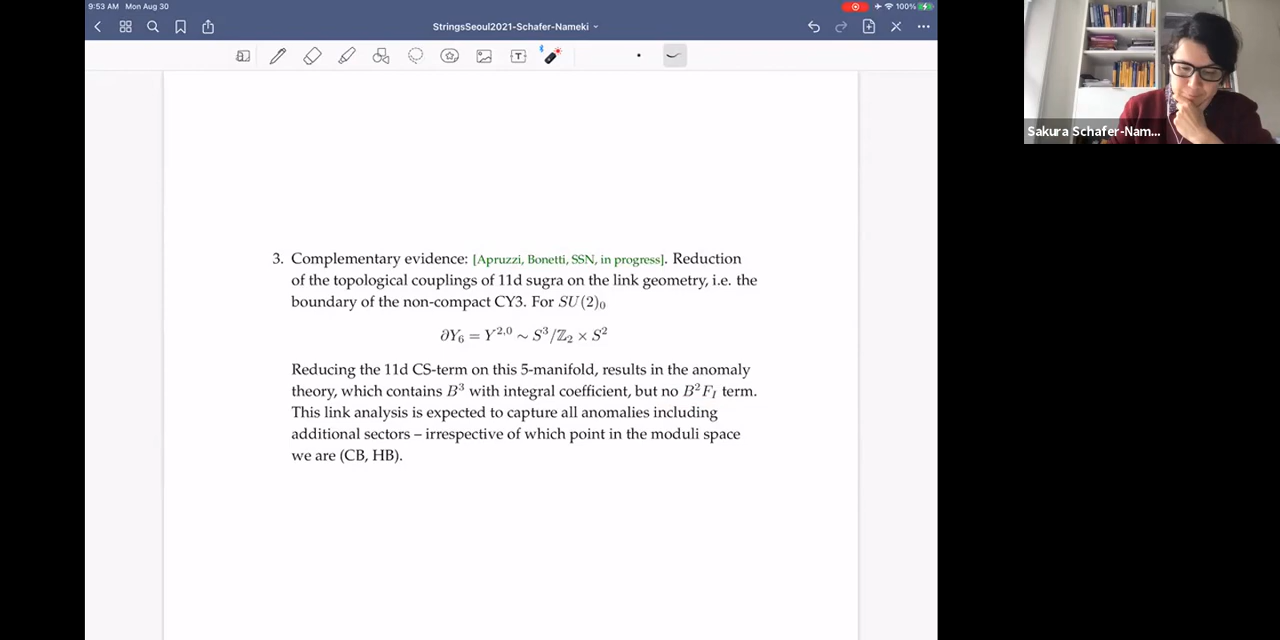 9:53 AM Mon Aug 30
100%
StringsSeoul2021-Schafer-Nameki
3. Complementary evidence: [Apruzzi, Bonetti, SSN, in progress]. Reduction
of the topological couplings of 11d sugra on the link geometry, i.e. the
boundary of the non-compact CY3. For SU(2)₀
∂Y₆ = Y²,⁰ ∼ S³/ℤ₂ × S²
Reducing the 11d CS-term on this 5-manifold, results in the anomaly
theory, which contains B³ with integral coefficient, but no B²F_I term.
This link analysis is expected to capture all anomalies including
additional sectors – irrespective of which point in the moduli space
we are (CB, HB).
Sakura Schafer-Nam...